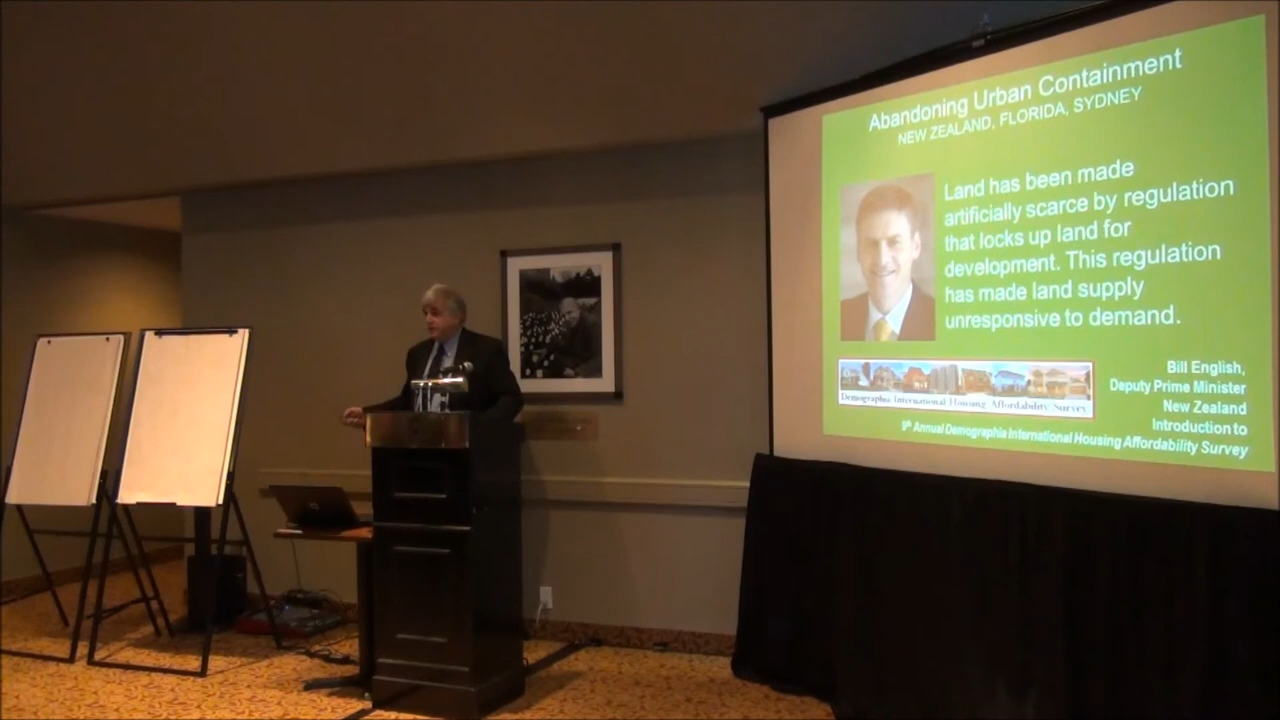 Abandoning Urban Containment
NEW ZEALAND, FLORIDA, SYDNEY
Land has been made
artificially scarce by regulation
that locks up land for
development. This regulation
has made land supply
unresponsive to demand.
Demographia International Housing Affordability Survey
Bill English,
Deputy Prime Minister
New Zealand
Introduction to
9th Annual Demographia International Housing Affordability Survey